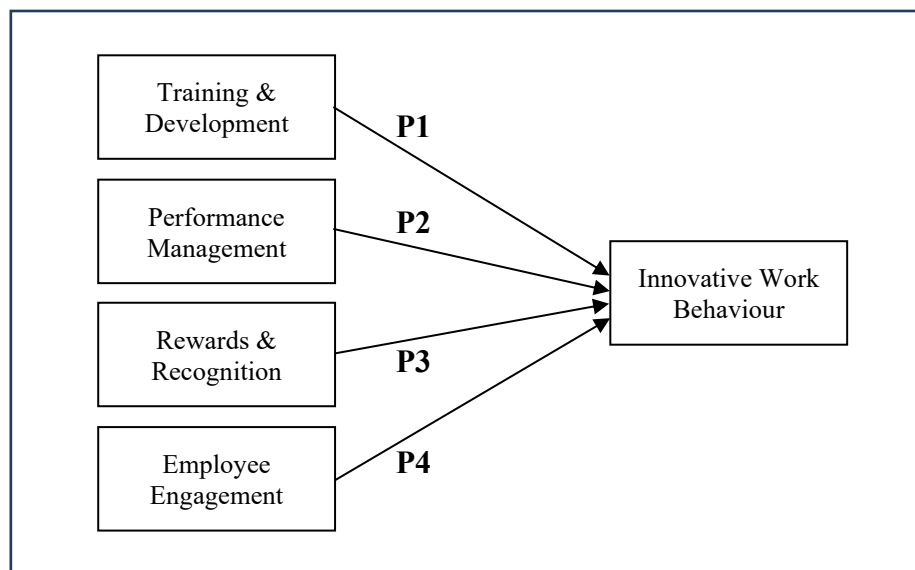 Training &
Development
P1
Performance
Management
P2
Innovative Work
Behaviour
Rewards &
Recognition
P3
Employee
Engagement
P4